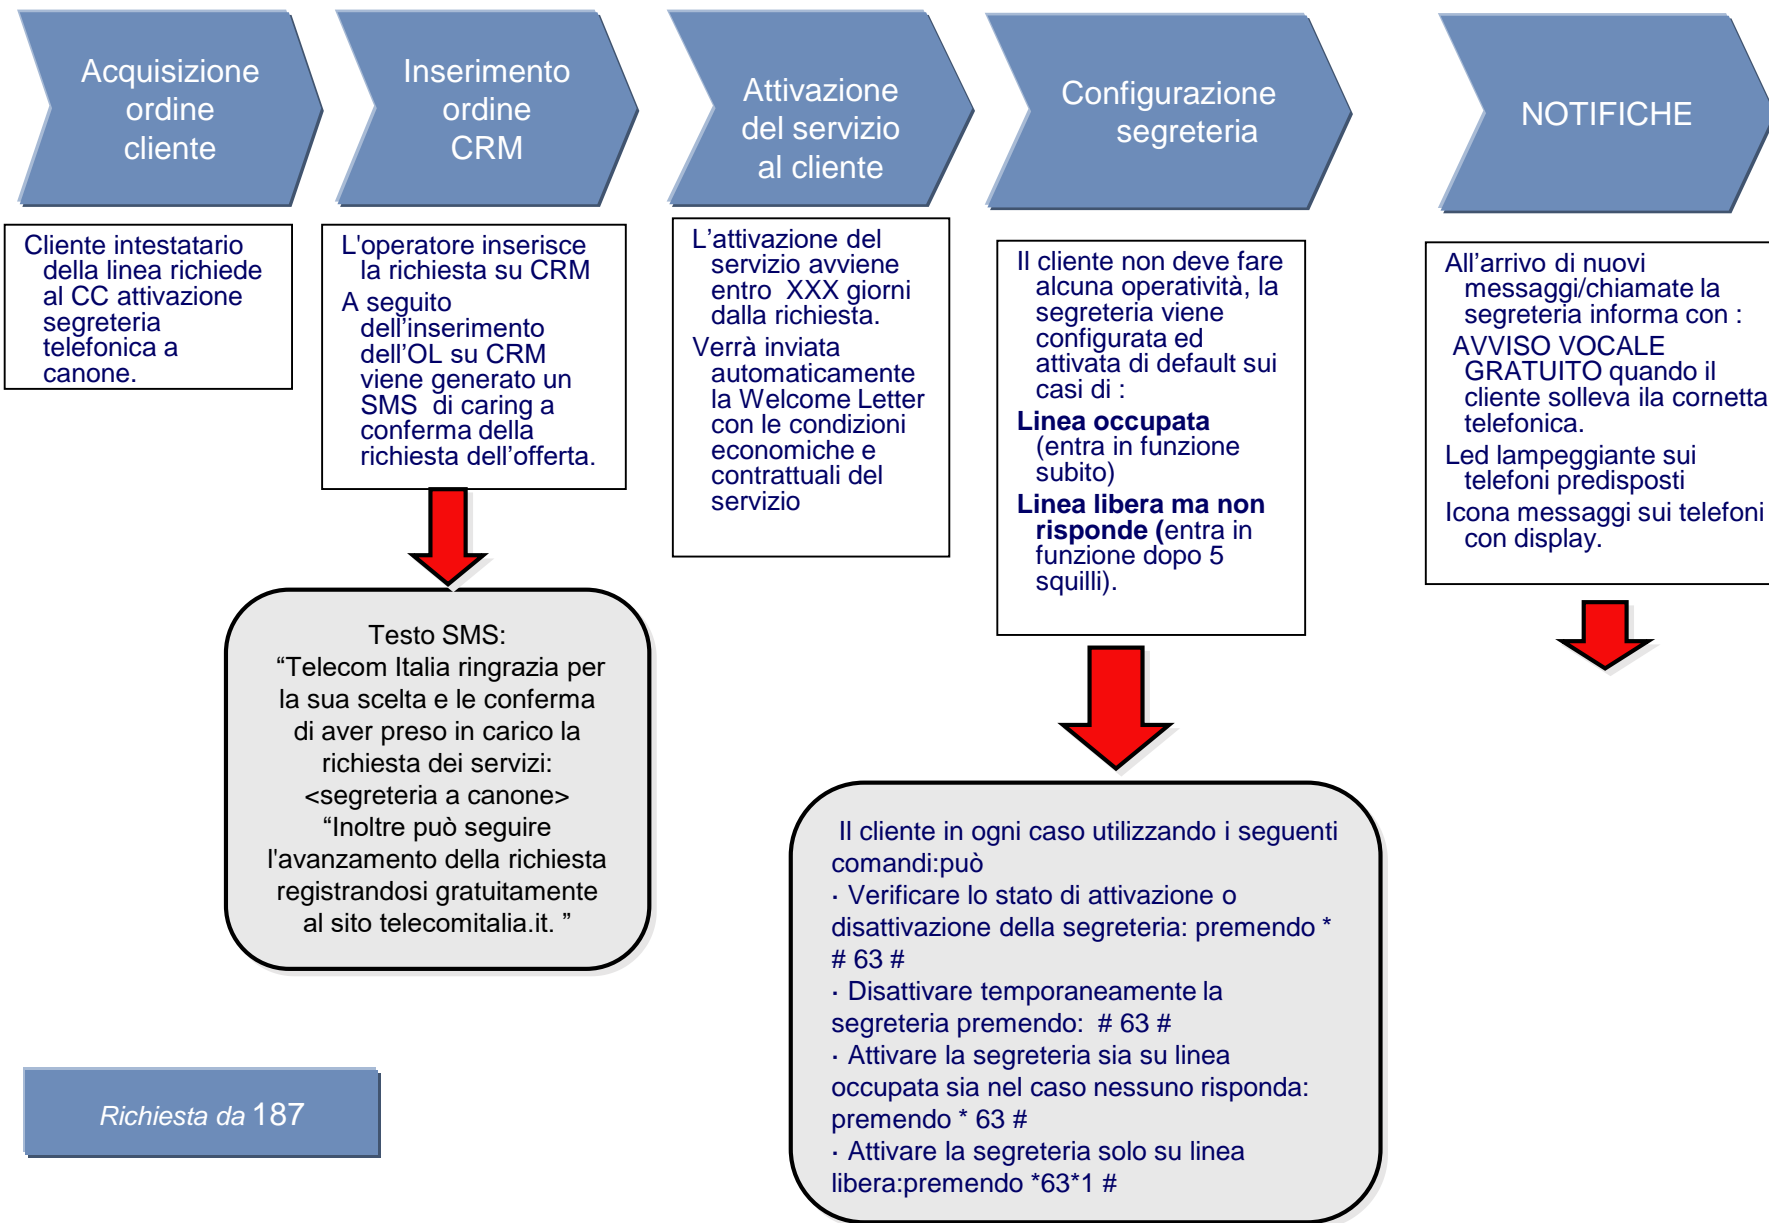 Acquisizione
ordine
cliente
Inserimento
ordine
CRM
Attivazione
del servizio
al cliente
Configurazione
segreteria
NOTIFICHE
Cliente intestatario
della linea richiede
al CC attivazione
segreteria
telefonica a
canone.
L'operatore inserisce
la richiesta su CRM
A seguito
dell’inserimento
dell’OL su CRM
viene generato un
SMS di caring a
conferma della
richiesta dell’offerta.
L’attivazione del
servizio avviene
entro XXX giorni
dalla richiesta.
Verrà inviata
automaticamente
la Welcome Letter
con le condizioni
economiche e
contrattuali del
servizio
Il cliente non deve fare
alcuna operatività, la
segreteria viene
configurata ed
attivata di default sui
casi di :
Linea occupata
(entra in funzione
subito)
Linea libera ma non
risponde (entra in
funzione dopo 5
squilli).
All’arrivo di nuovi
messaggi/chiamate la
segreteria informa con :
AVVISO VOCALE
GRATUITO quando il
cliente solleva ila cornetta
telefonica.
Led lampeggiante sui
telefoni predisposti
Icona messaggi sui telefoni
con display.
Testo SMS:
“Telecom Italia ringrazia per
la sua scelta e le conferma
di aver preso in carico la
richiesta dei servizi:
<segreteria a canone>
“Inoltre può seguire
l'avanzamento della richiesta
registrandosi gratuitamente
al sito telecomitalia.it. ”
Il cliente in ogni caso utilizzando i seguenti
comandi:può
· Verificare lo stato di attivazione o
disattivazione della segreteria: premendo *
# 63 #
· Disattivare temporaneamente la
segreteria premendo: # 63 #
· Attivare la segreteria sia su linea
occupata sia nel caso nessuno risponda:
premendo * 63 #
· Attivare la segreteria solo su linea
libera:premendo *63*1 #
Richiesta da 187